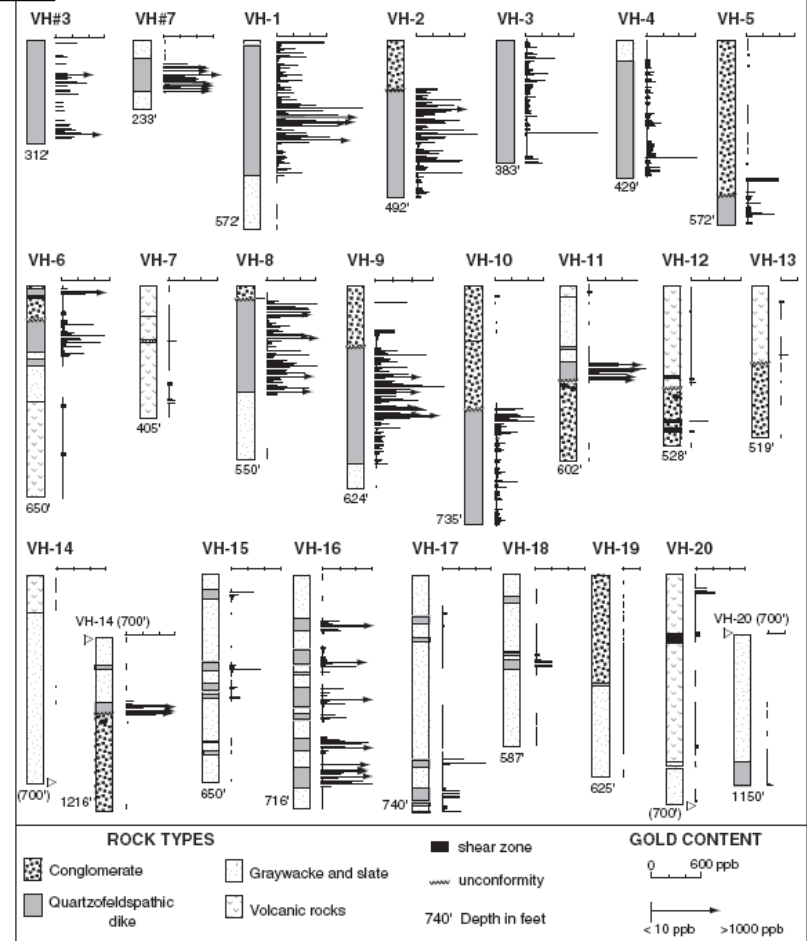 VH#3 VH#7 VH-1 VH-2 VH-3 VH-4 VH-5
312' 233' 572' 492' 383' 429' 572'
VH-6 VH-7 VH-8 VH-9 VH-10 VH-11 VH-12 VH-13
650' 405' 550' 624' 735' 602' 528' 519'
VH-14 VH-15 VH-16 VH-17 VH-18 VH-19 VH-20
VH-14 (700') VH-20 (700')
(700') 1216' 650' 716' 740' 587' 625' (700') 1150'
ROCK TYPES
Conglomerate
Quartzofeldspathic
dike
Graywacke and slate
Volcanic rocks
shear zone
unconformity
740' Depth in feet
GOLD CONTENT
0 600 ppb
< 10 ppb >1000 ppb